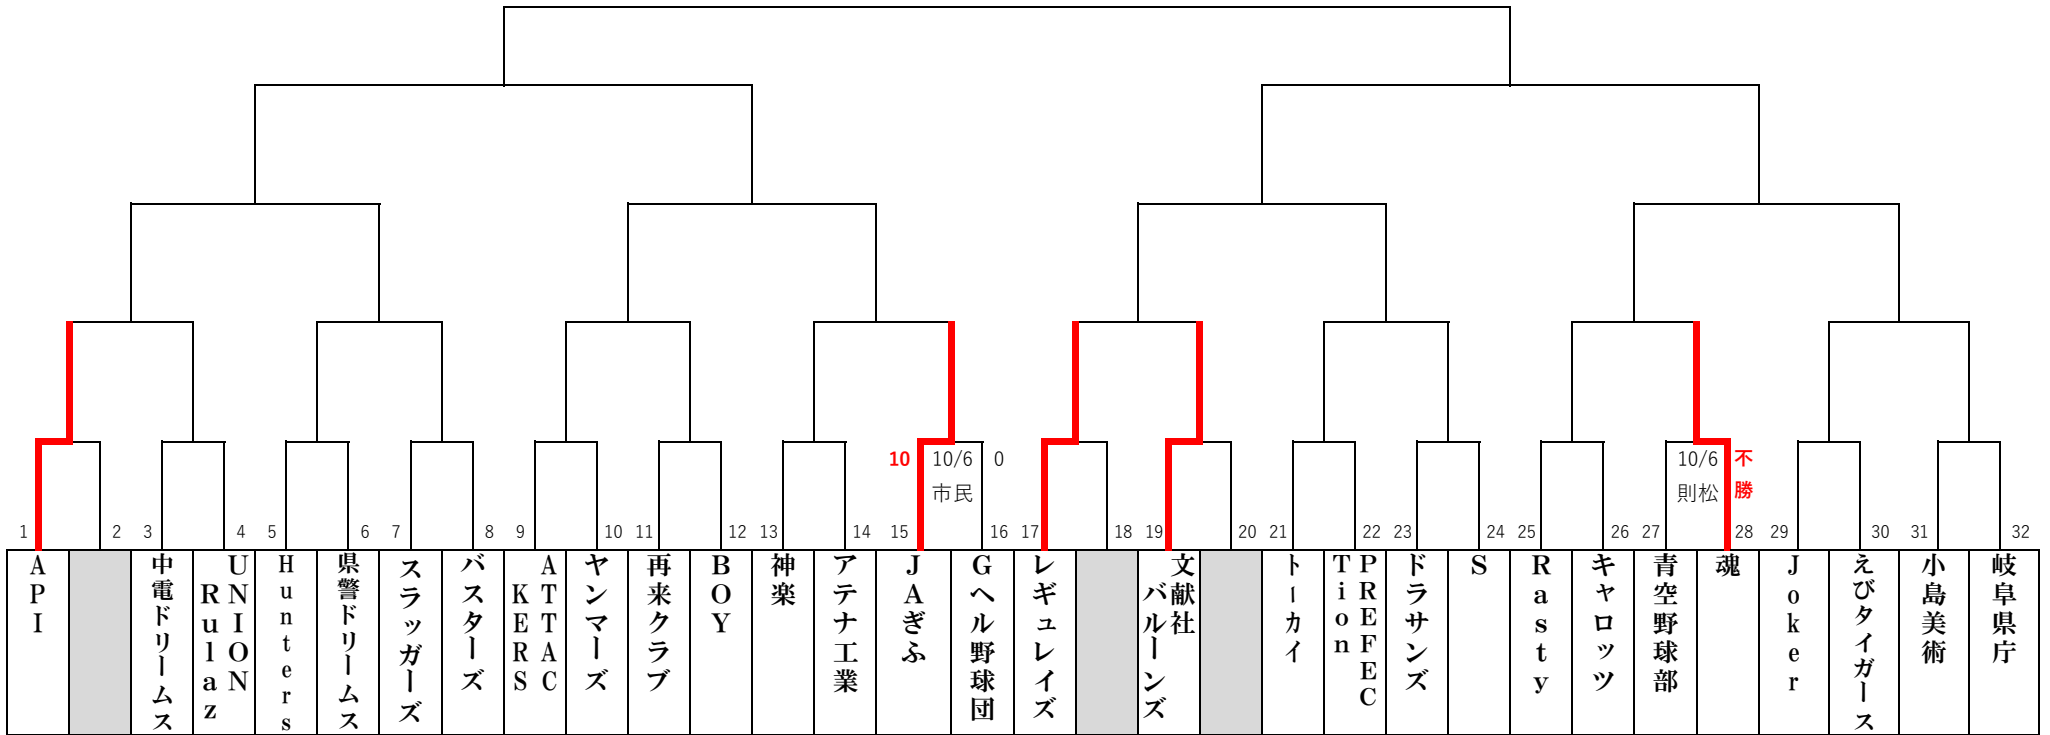 10 10/6 0
市民
10/6 不
則松 勝
1 2 3 4 5 6 7 8 9 10 11 12 13 14 15 16 17 18 19 20 21 22 23 24 25 26 27 28 29 30 31 32
API
中電ドリームス
UNION
Rulaz
Hunters
県警ドリームス
スラッガーズ
バスターズ
ATTAC
KERS
ヤンマーズ
再来クラブ
BOY
神楽
アテナ工業
JAぎふ
Gヘル野球団
レギュレイズ
文献社
バルーンズ
トーカイ
PREFEC
Tion
ドラサンズ
S
Rasty
キャロッツ
青空野球部
魂
Joker
えびタイガース
小島美術
岐阜県庁